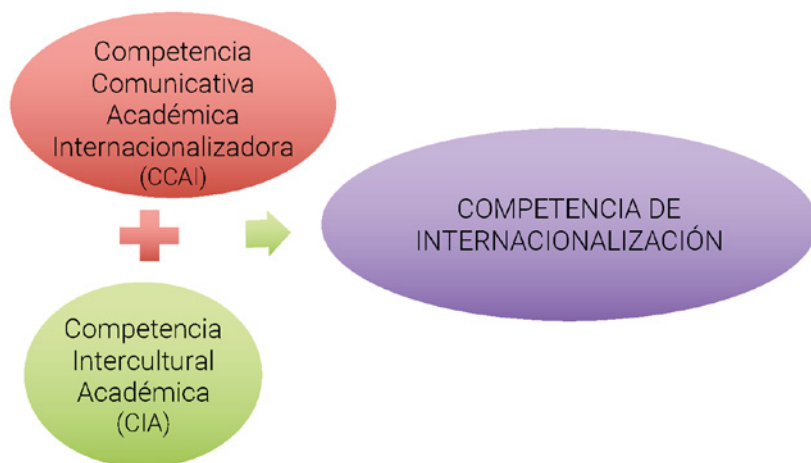 Competencia
Comunicativa
Académica
Internacionalizadora
(CCAI)
COMPETENCIA DE
INTERNACIONALIZACIÓN
Competencia
Intercultural
Académica
(CIA)